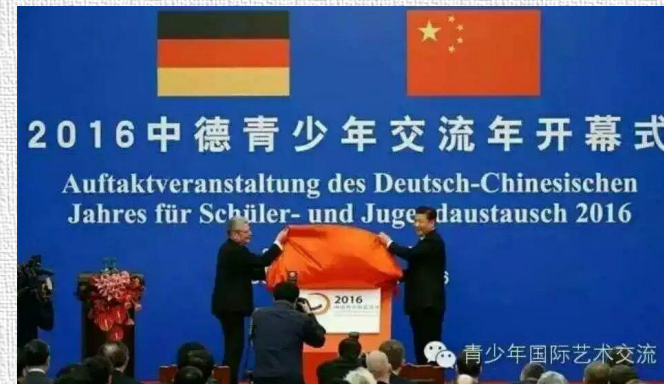 2016中德青少年交流年开幕式
Auftaktveranstaltung des Deutsch-Chinesischen
Jahres für Schüler- und Jugendaustausch 2016
2016
青少年国际艺术交流